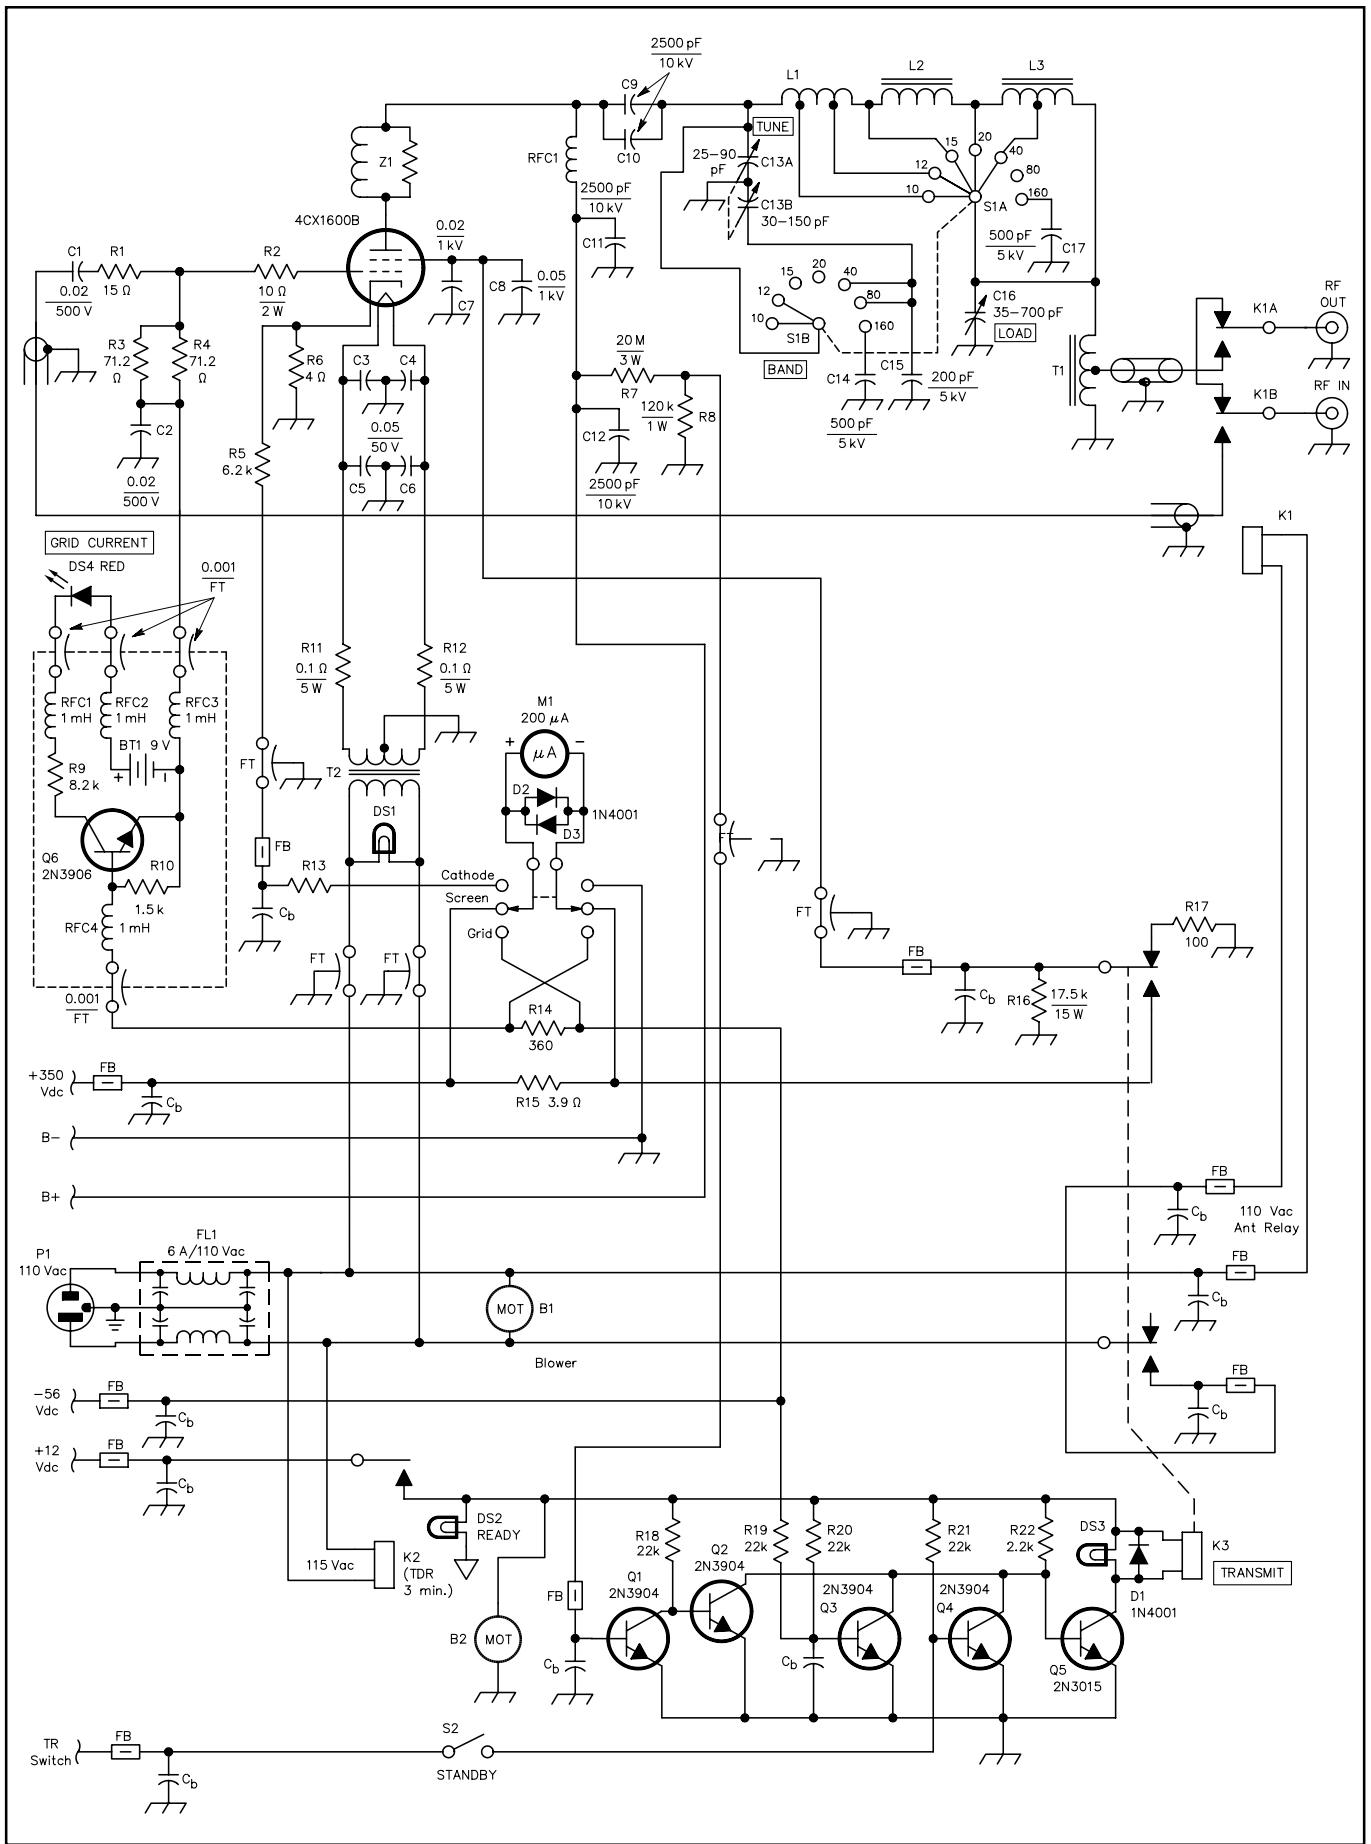 2500 pF
10 kV
C9
C10
L1
L2
L3
TUNE
25–90
pF
C13A
C13B
30–150 pF
15
20
40
12
80
10
160
S1A
500 pF
5 kV
C17
Z1
RFC1
2500 pF
10 kV
C11
4CX1600B
0.02
1 kV
C7
C8
0.05
1 kV
C1
0.02
500 V
R1
15 Ω
R2
10 Ω
2 W
R3
71.2
Ω
R4
71.2
Ω
C2
0.02
500 V
R5
6.2 k
R6
4 Ω
C3
C4
0.05
50 V
C5
C6
20 M
3 W
R7
120 k
1 W
R8
C12
2500 pF
10 kV
15
20
40
12
80
10
160
S1B
BAND
C14
500 pF
5 kV
C15
200 pF
5 kV
C16
35–700 pF
LOAD
T1
K1A
RF
OUT
K1B
RF IN
K1
GRID CURRENT
DS4 RED
0.001
FT
RFC1
1 mH
RFC2
1 mH
RFC3
1 mH
BT1 9 V
+ –
R9
8.2 k
Q6
2N3906
R10
1.5 k
RFC4
1 mH
0.001
FT
FT
FB
Cb
R13
R11
0.1 Ω
5 W
R12
0.1 Ω
5 W
T2
DS1
FT
FT
M1
200 µA
+ –
µA
D2
D3
1N4001
Cathode
Screen
Grid
R14
360
R15 3.9 Ω
FT
FT
FB
Cb
R16
17.5 k
15 W
R17
100
+350
Vdc
FB
Cb
B–
B+
P1
110 Vac
FL1
6 A/110 Vac
MOT
B1
Blower
FB
Cb
110 Vac
Ant Relay
FB
Cb
FB
Cb
–56
Vdc
FB
Cb
+12
Vdc
FB
Cb
115 Vac
K2
(TDR
3 min.)
DS2
READY
B2
MOT
FB
Cb
Q1
2N3904
R18
22k
Q2
2N3904
R19
22k
R20
22k
Cb
2N3904
Q3
R21
22k
2N3904
Q4
R22
2.2k
Q5
2N3015
DS3
D1
1N4001
K3
TRANSMIT
TR
Switch
FB
Cb
S2
STANDBY